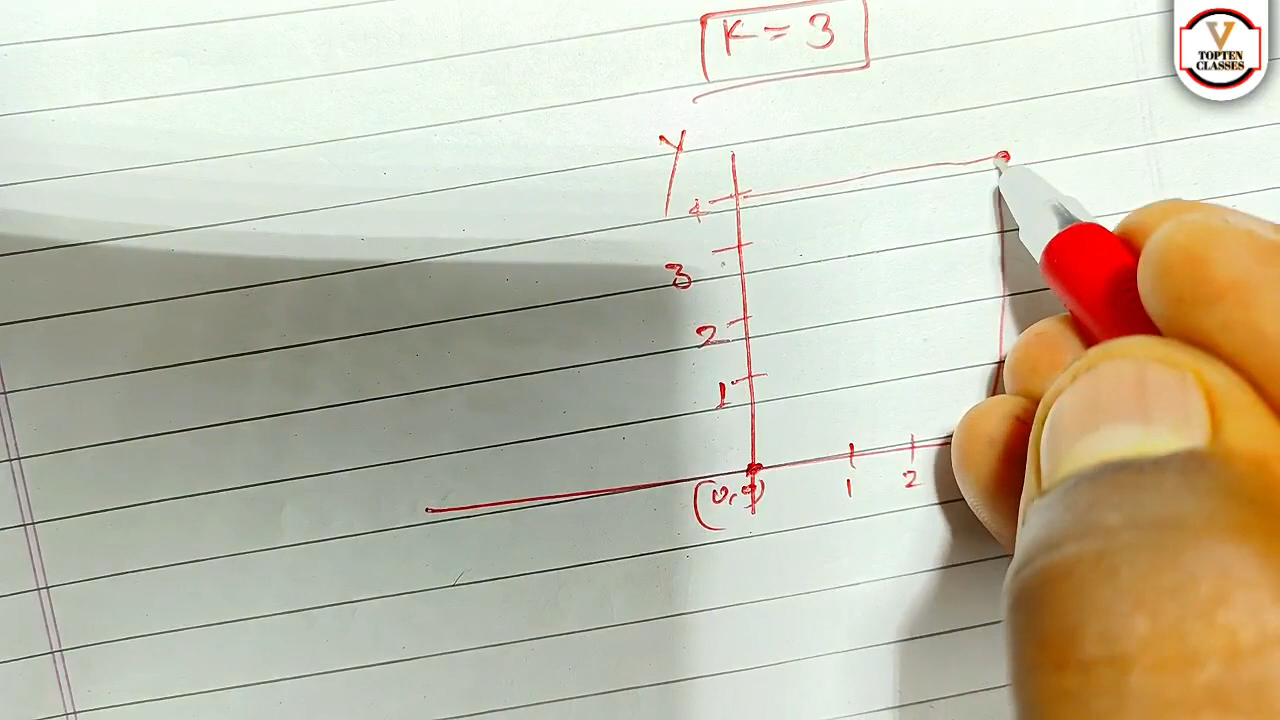 K = 3
V
TOPTEN
CLASSES
Y
4
3
2
1
(0,0)
1 2